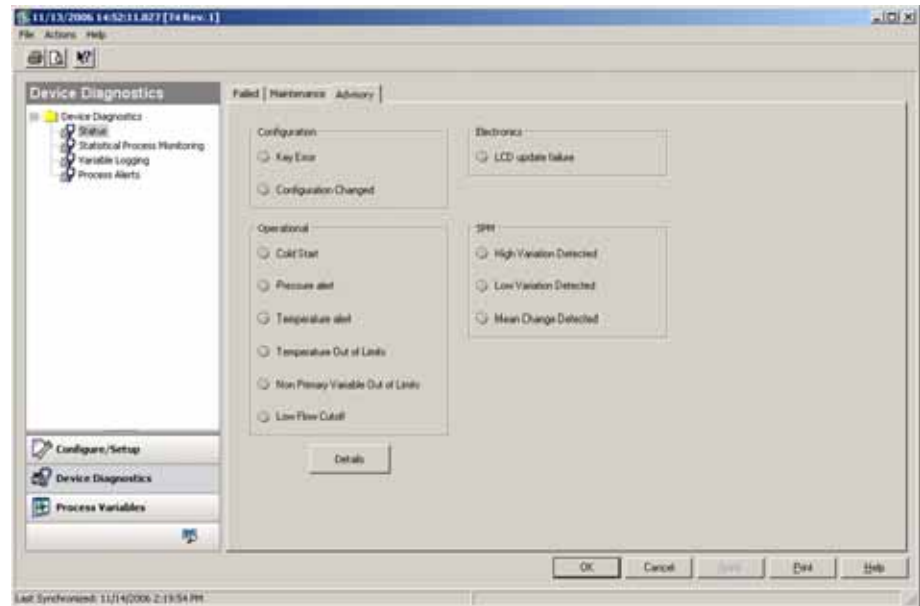 11/13/2006 14:52:11.827 [T4 Rev. 1]
File Actions Help
Device Diagnostics
Device Diagnostics
Status
Statistical Process Monitoring
Variable Logging
Process Alerts
Configure/Setup
Device Diagnostics
Process Variables
Failed Maintenance Advisory
Configuration
Key Error
Configuration Changed
Electronics
LCD update failure
Operational
Cold Start
Pressure alert
Temperature alert
Temperature Out of Limits
Non Primary Variable Out of Limits
Low Flow Cutoff
SPM
High Variation Detected
Low Variation Detected
Mean Change Detected
Details
OK Cancel Apply Print Help
Last Synchronized: 11/14/2006 2:19:54 PM